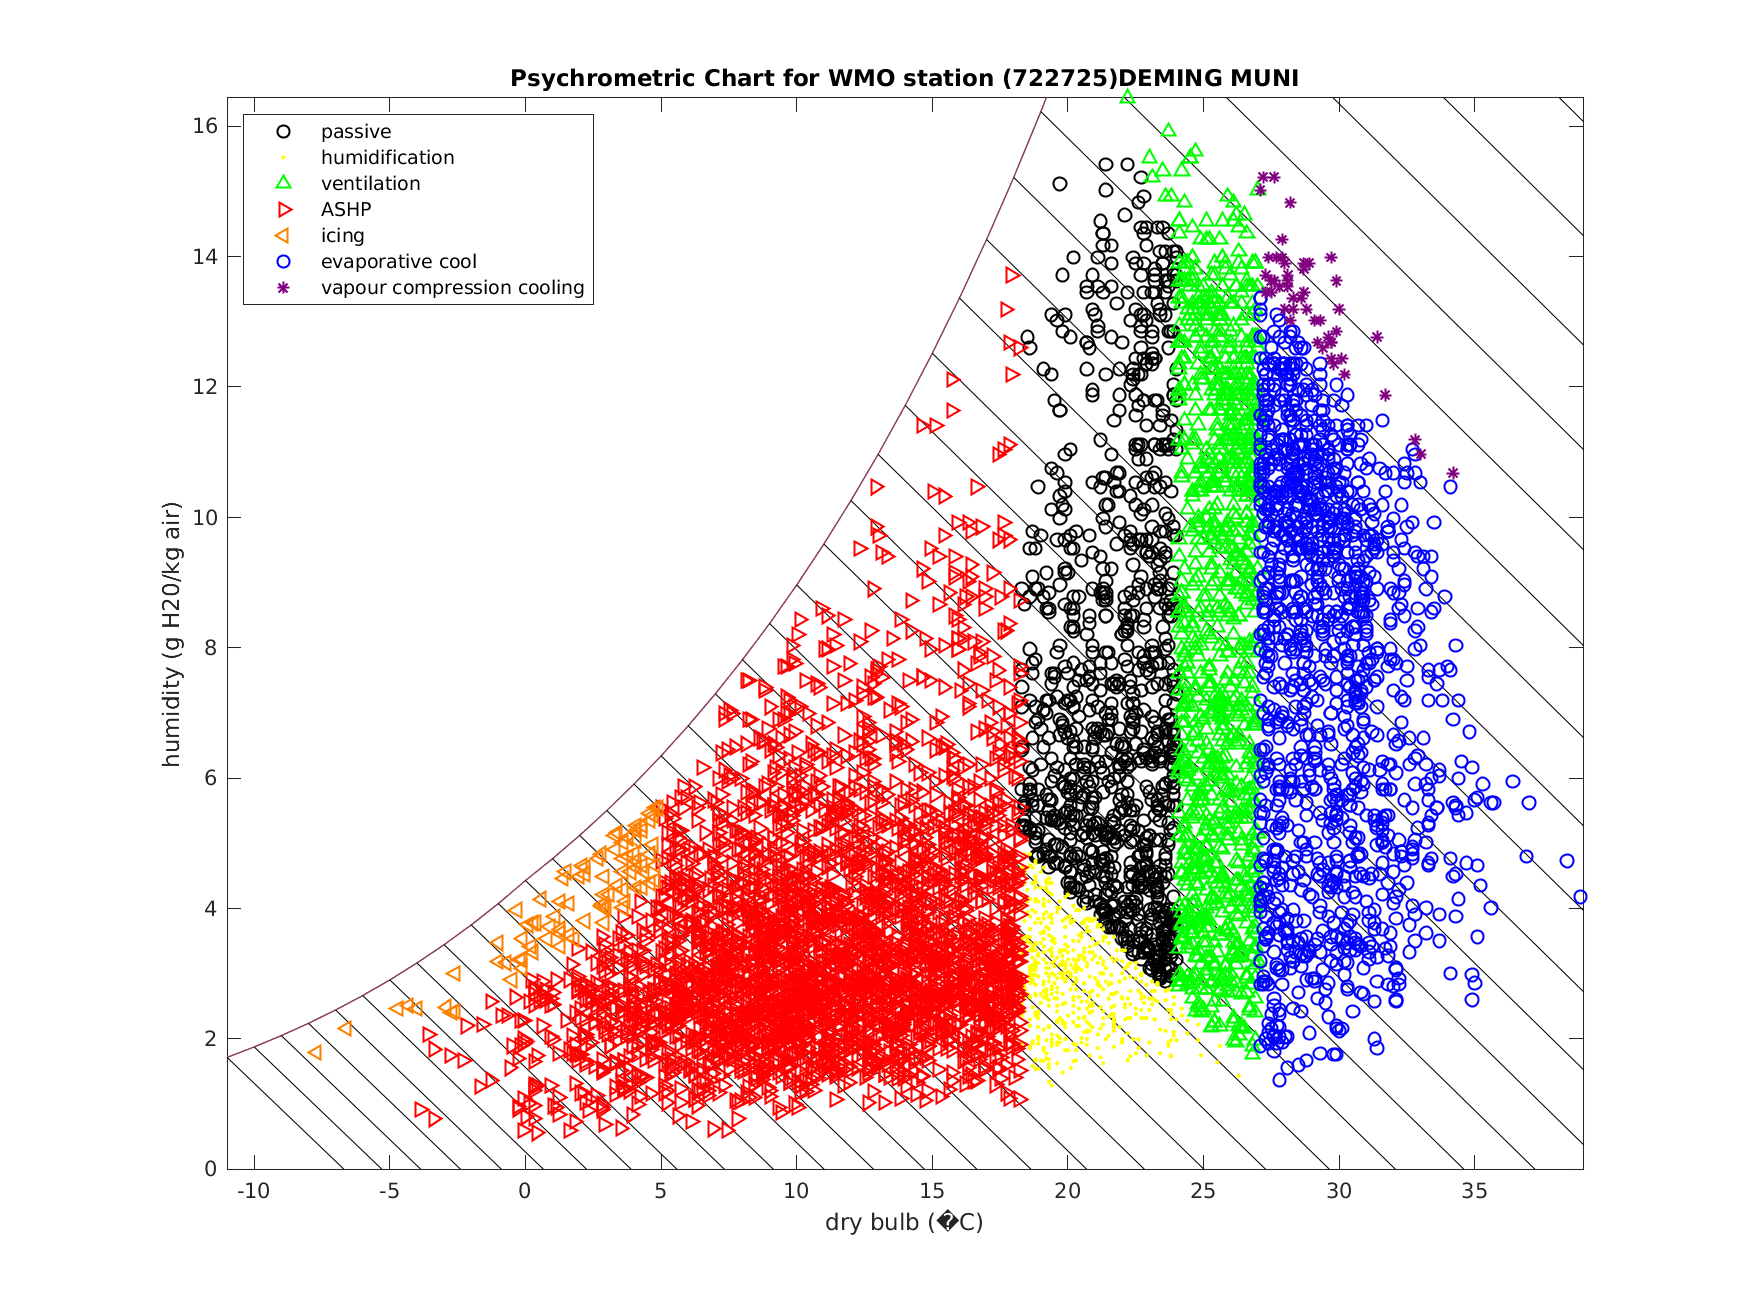 Psychrometric Chart for WMO station (722725)DEMING MUNI
passive
humidification
ventilation
ASHP
icing
evaporative cool
vapour compression cooling
humidity (g H20/kg air)
16
14
12
10
8
6
4
2
0
-10 -5 0 5 10 15 20 25 30 35
dry bulb (�C)